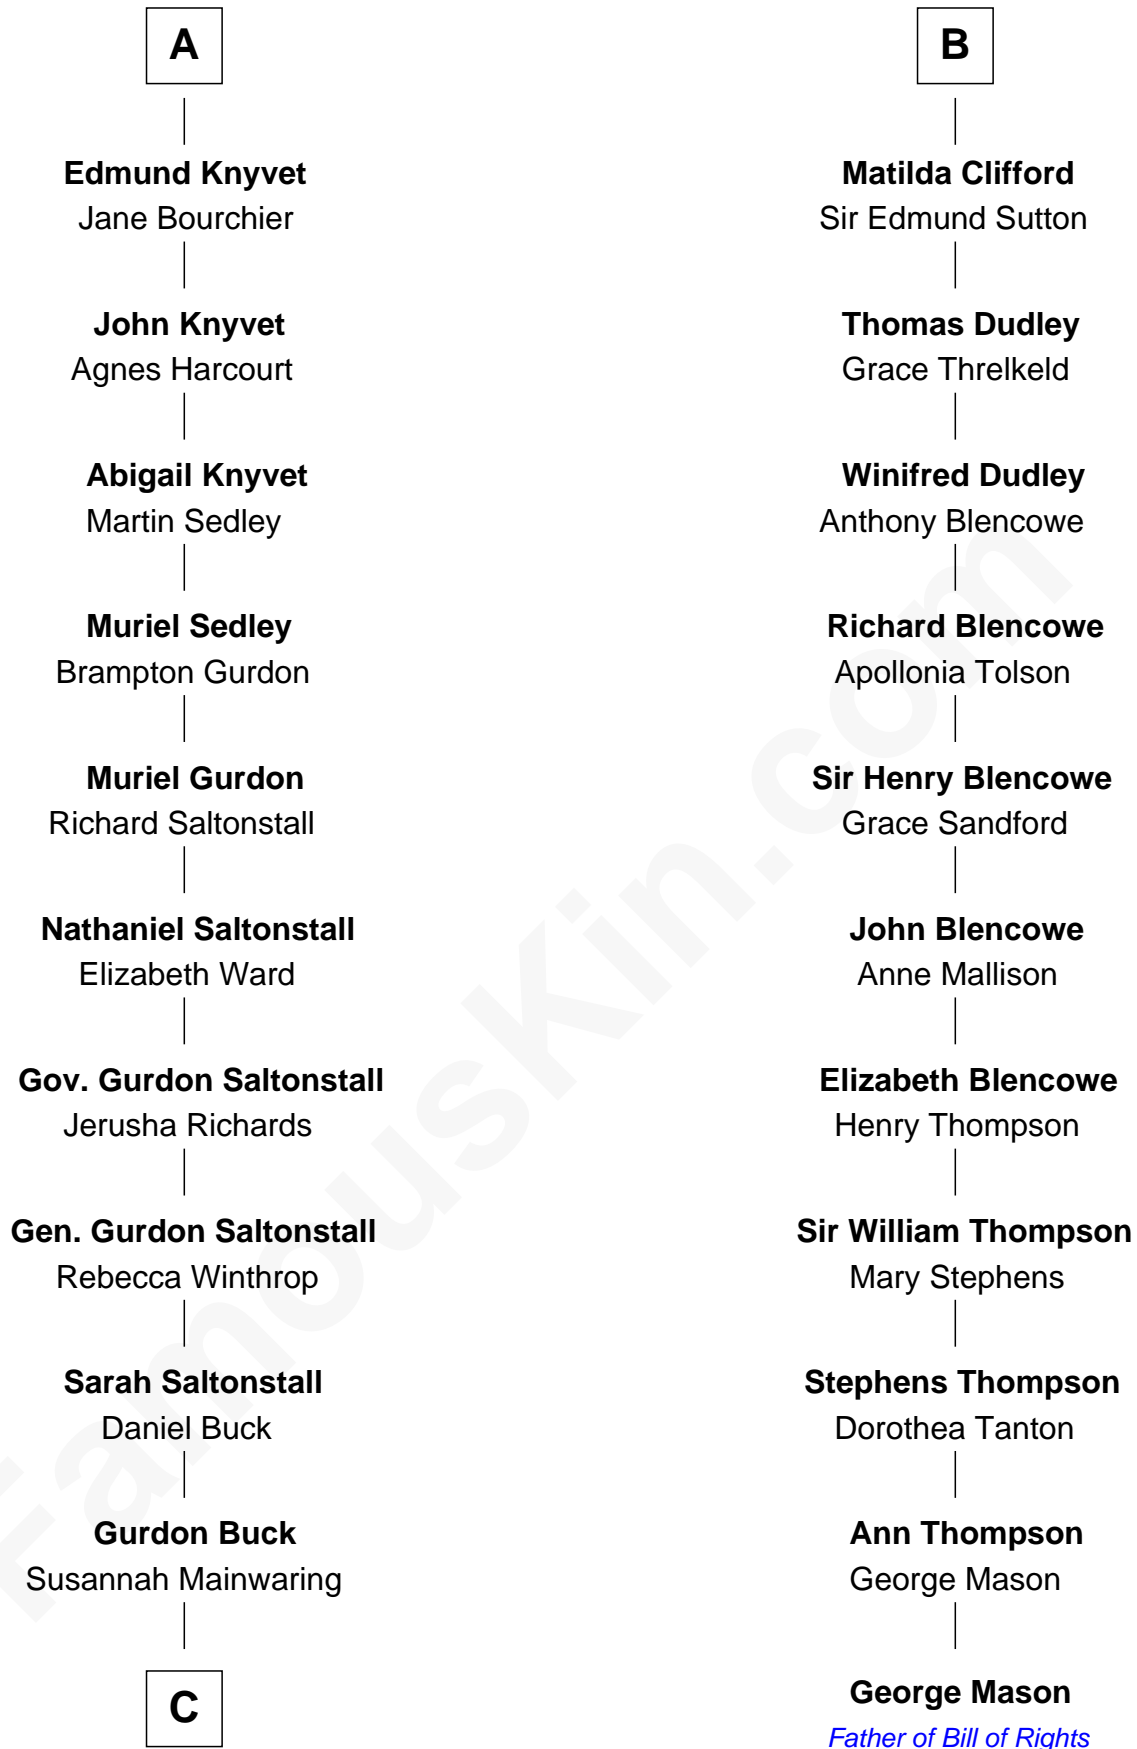 A
Edmund Knyvet
Jane Bourchier
John Knyvet
Agnes Harcourt
Abigail Knyvet
Martin Sedley
Muriel Sedley
Brampton Gurdon
Muriel Gurdon
Richard Saltonstall
Nathaniel Saltonstall
Elizabeth Ward
Gov. Gurdon Saltonstall
Jerusha Richards
Gen. Gurdon Saltonstall
Rebecca Winthrop
Sarah Saltonstall
Daniel Buck
Gurdon Buck
Susannah Mainwaring
C
B
Matilda Clifford
Sir Edmund Sutton
Thomas Dudley
Grace Threlkeld
Winifred Dudley
Anthony Blencowe
Richard Blencowe
Apollonia Tolson
Sir Henry Blencowe
Grace Sandford
John Blencowe
Anne Mallison
Elizabeth Blencowe
Henry Thompson
Sir William Thompson
Mary Stephens
Stephens Thompson
Dorothea Tanton
Ann Thompson
George Mason
George Mason
Father of Bill of Rights
FamousKin.com